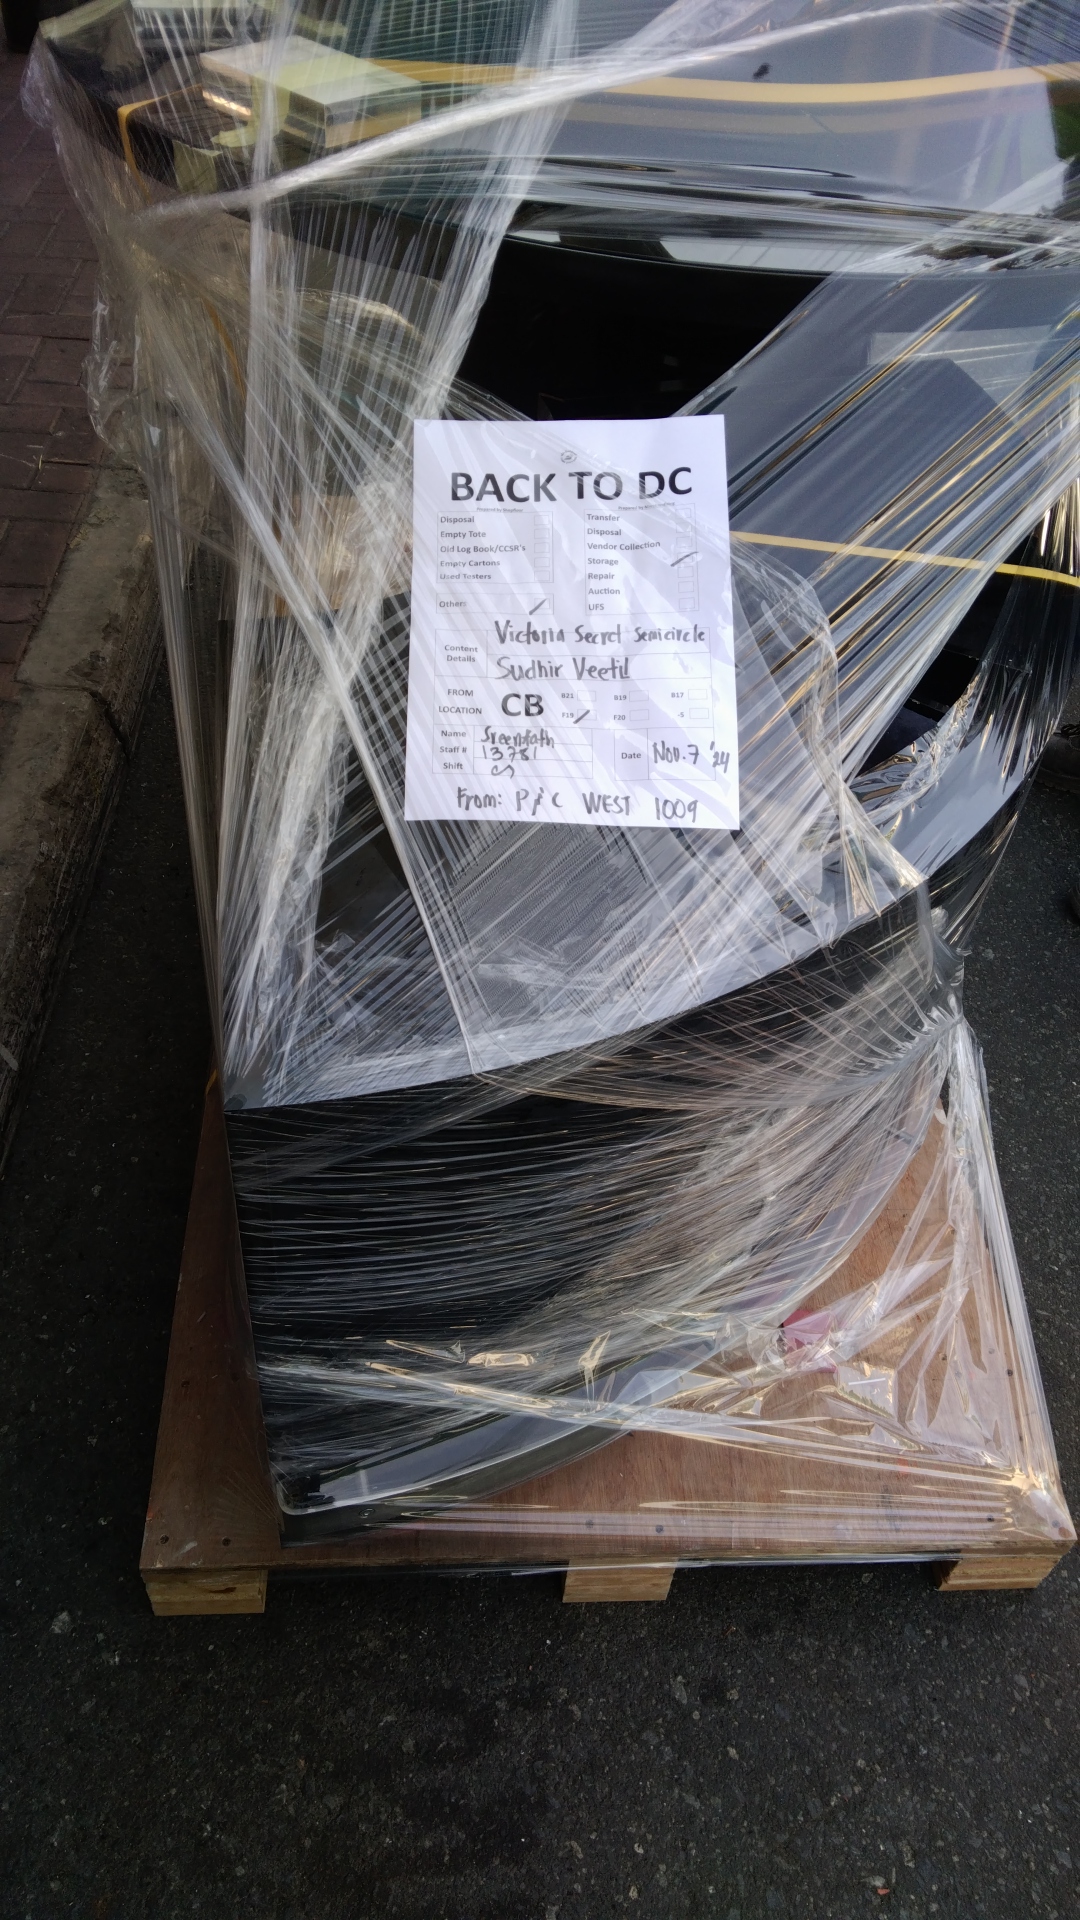 BACK TO DC
Disposal
Empty Tote
Old Log Book/CCSR's
Empty Cartons
Used Testers
Others
Transfer
Disposal
Vendor Collection
Storage
Repair
Auction
UFS
Content Details
Victoria Secret Semicircle
Sudhir Veetil
FROM LOCATION
CB
B21 B19 B17
F19 F20 -5
Name
Staff # 13781
Shift
Date Nov. 7 '24
From: P & C WEST 1009